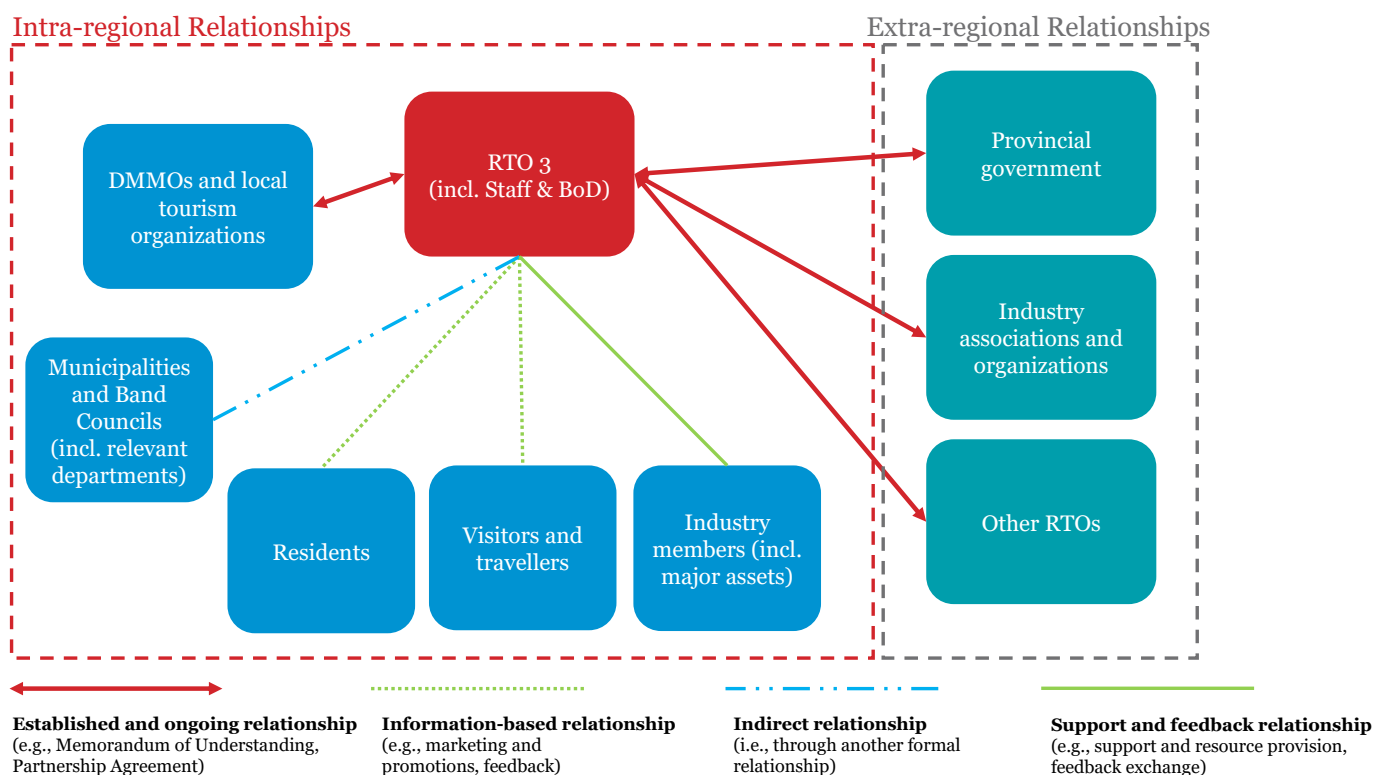 Intra-regional Relationships
Extra-regional Relationships
RTO 3
(incl. Staff & BoD)
DMMOs and local
tourism
organizations
Provincial
government
Municipalities
and Band
Councils
(incl. relevant
departments)
Industry
associations and
organizations
Residents
Visitors and
travellers
Industry
members (incl.
major assets)
Other RTOs
Established and ongoing relationship
(e.g., Memorandum of Understanding,
Partnership Agreement)
Information-based relationship
(e.g., marketing and
promotions, feedback)
Indirect relationship
(i.e., through another formal
relationship)
Support and feedback relationship
(e.g., support and resource provision,
feedback exchange)